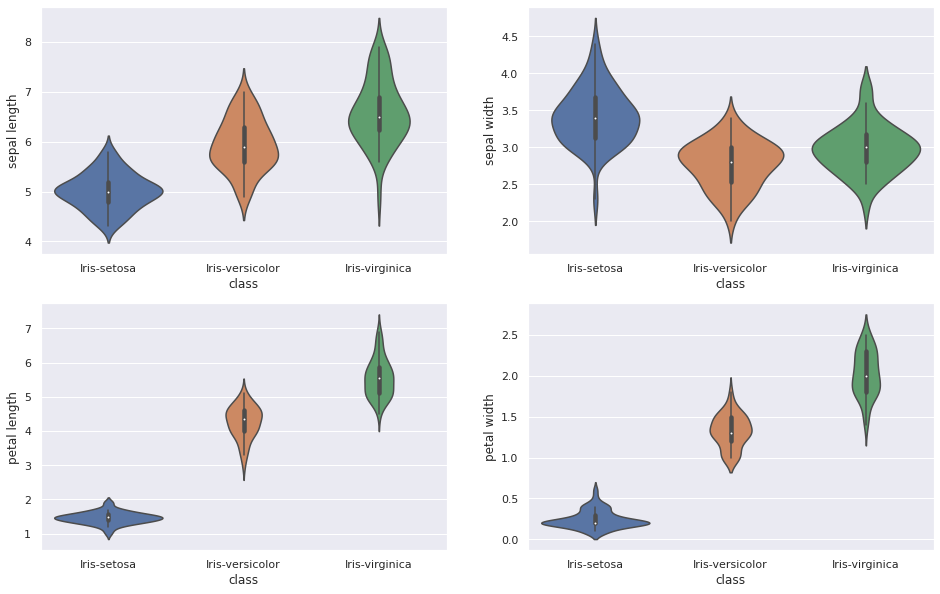 sepal length
8
7
6
5
4
Iris-setosa Iris-versicolor Iris-virginica
class
sepal width
4.5
4.0
3.5
3.0
2.5
2.0
Iris-setosa Iris-versicolor Iris-virginica
class
petal length
7
6
5
4
3
2
1
Iris-setosa Iris-versicolor Iris-virginica
class
petal width
2.5
2.0
1.5
1.0
0.5
0.0
Iris-setosa Iris-versicolor Iris-virginica
class